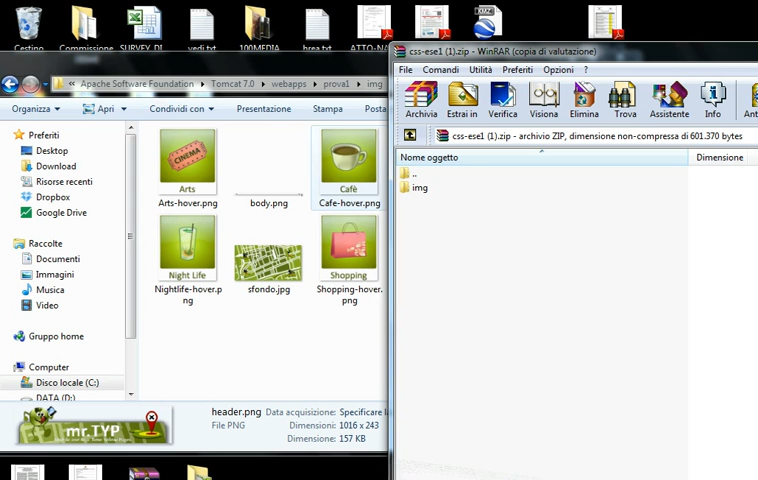 Cestino
Commissione
SURVEY_DI
vedi.txt
100MEDIA
hrea.txt
ATTO-NA
KMZ
css-ese1 (1).zip - WinRAR (copia di valutazione)
File Comandi Utilità Preferiti Opzioni ?
Archivia Estrai in Verifica Visiona Elimina Trova Assistente Info Ant
css-ese1 (1).zip - archivio ZIP, dimensione non-compressa di 601.370 bytes
Nome oggetto Dimensione
..
img
« Apache Software Foundation Tomcat 7.0 webapps prova1 img
Organizza Apri Condividi con Presentazione Stampa Posta
Preferiti
Desktop
Download
Risorse recenti
Dropbox
Google Drive
Raccolte
Documenti
Immagini
Musica
Video
Gruppo home
Computer
Disco locale (C:)
DATA (D:)
CINEMA
Arts
Arts-hover.png
body.png
Cafè
Cafe-hover.png
Night Life
Nightlife-hover.p
ng
sfondo.jpg
Shopping
Shopping-hover.
png
mr.TYP
header.png Data acquisizione: Specificare la
File PNG Dimensioni: 1016 x 243
Dimensione: 157 KB